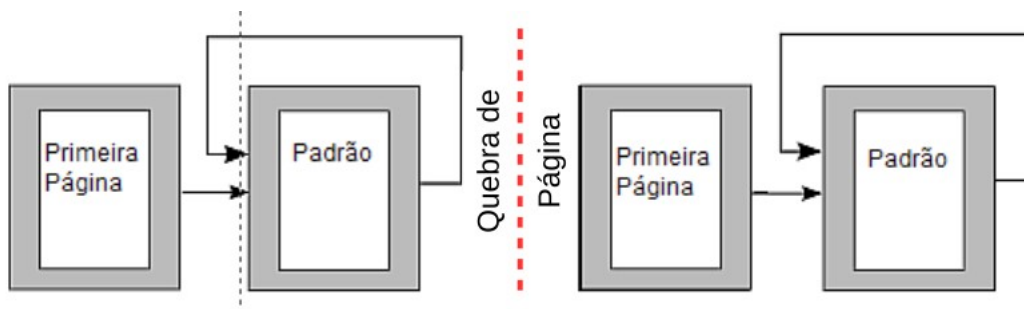 Primeira
Página
Padrão
Quebra de
Página
Primeira
Página
Padrão